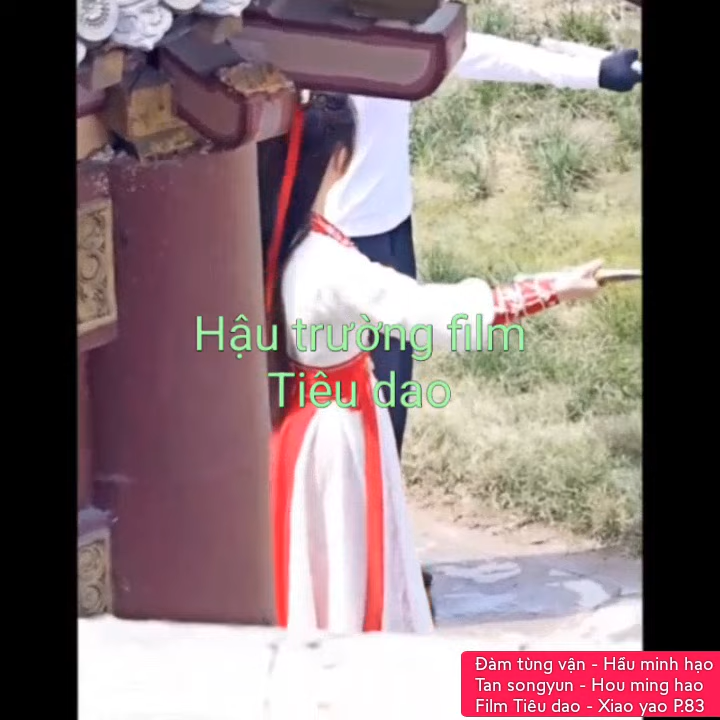 Hậu trường film
Tiêu dao
Đàm tùng vận - Hầu minh hạo
Tan songyun - Hou ming hao
Film Tiêu dao - Xiao yao P.83